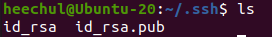 heechul@Ubuntu-20:~/.ssh$ ls
id_rsa  id_rsa.pub